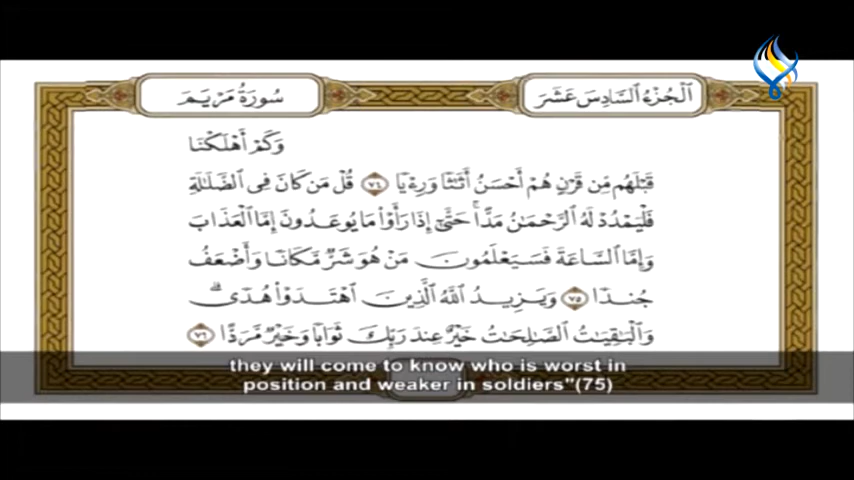 ٱلْجُزْءُ ٱلسَّادِسَ عَشَرَ
سُورَةُ مَرْيَمَ
وَكَمْ أَهْلَكْنَا
قَبْلَهُم مِّن قَرْنٍ هُمْ أَحْسَنُ أَثَـٰثًا وَرِءْيًا ٧٤ قُلْ مَن كَانَ فِى ٱلضَّلَـٰلَةِ
فَلْيَمْدُدْ لَهُ ٱلرَّحْمَـٰنُ مَدًّا ۚ حَتَّىٰٓ إِذَا رَأَوْا۟ مَا يُوعَدُونَ إِمَّا ٱلْعَذَابَ
وَإِمَّا ٱلسَّاعَةَ فَسَيَعْلَمُونَ مَنْ هُوَ شَرٌّ مَّكَانًا وَأَضْعَفُ
جُندًا ٧٥ وَيَزِيدُ ٱللَّهُ ٱلَّذِينَ ٱهْتَدَوْا۟ هُدًى ۗ
وَٱلْبَـٰقِيَـٰتُ ٱلصَّـٰلِحَـٰتُ خَيْرٌ عِندَ رَبِّكَ ثَوَابًا وَخَيْرٌ مَّرَدًّا ٧٦
they will come to know who is worst in
position and weaker in soldiers"(75)